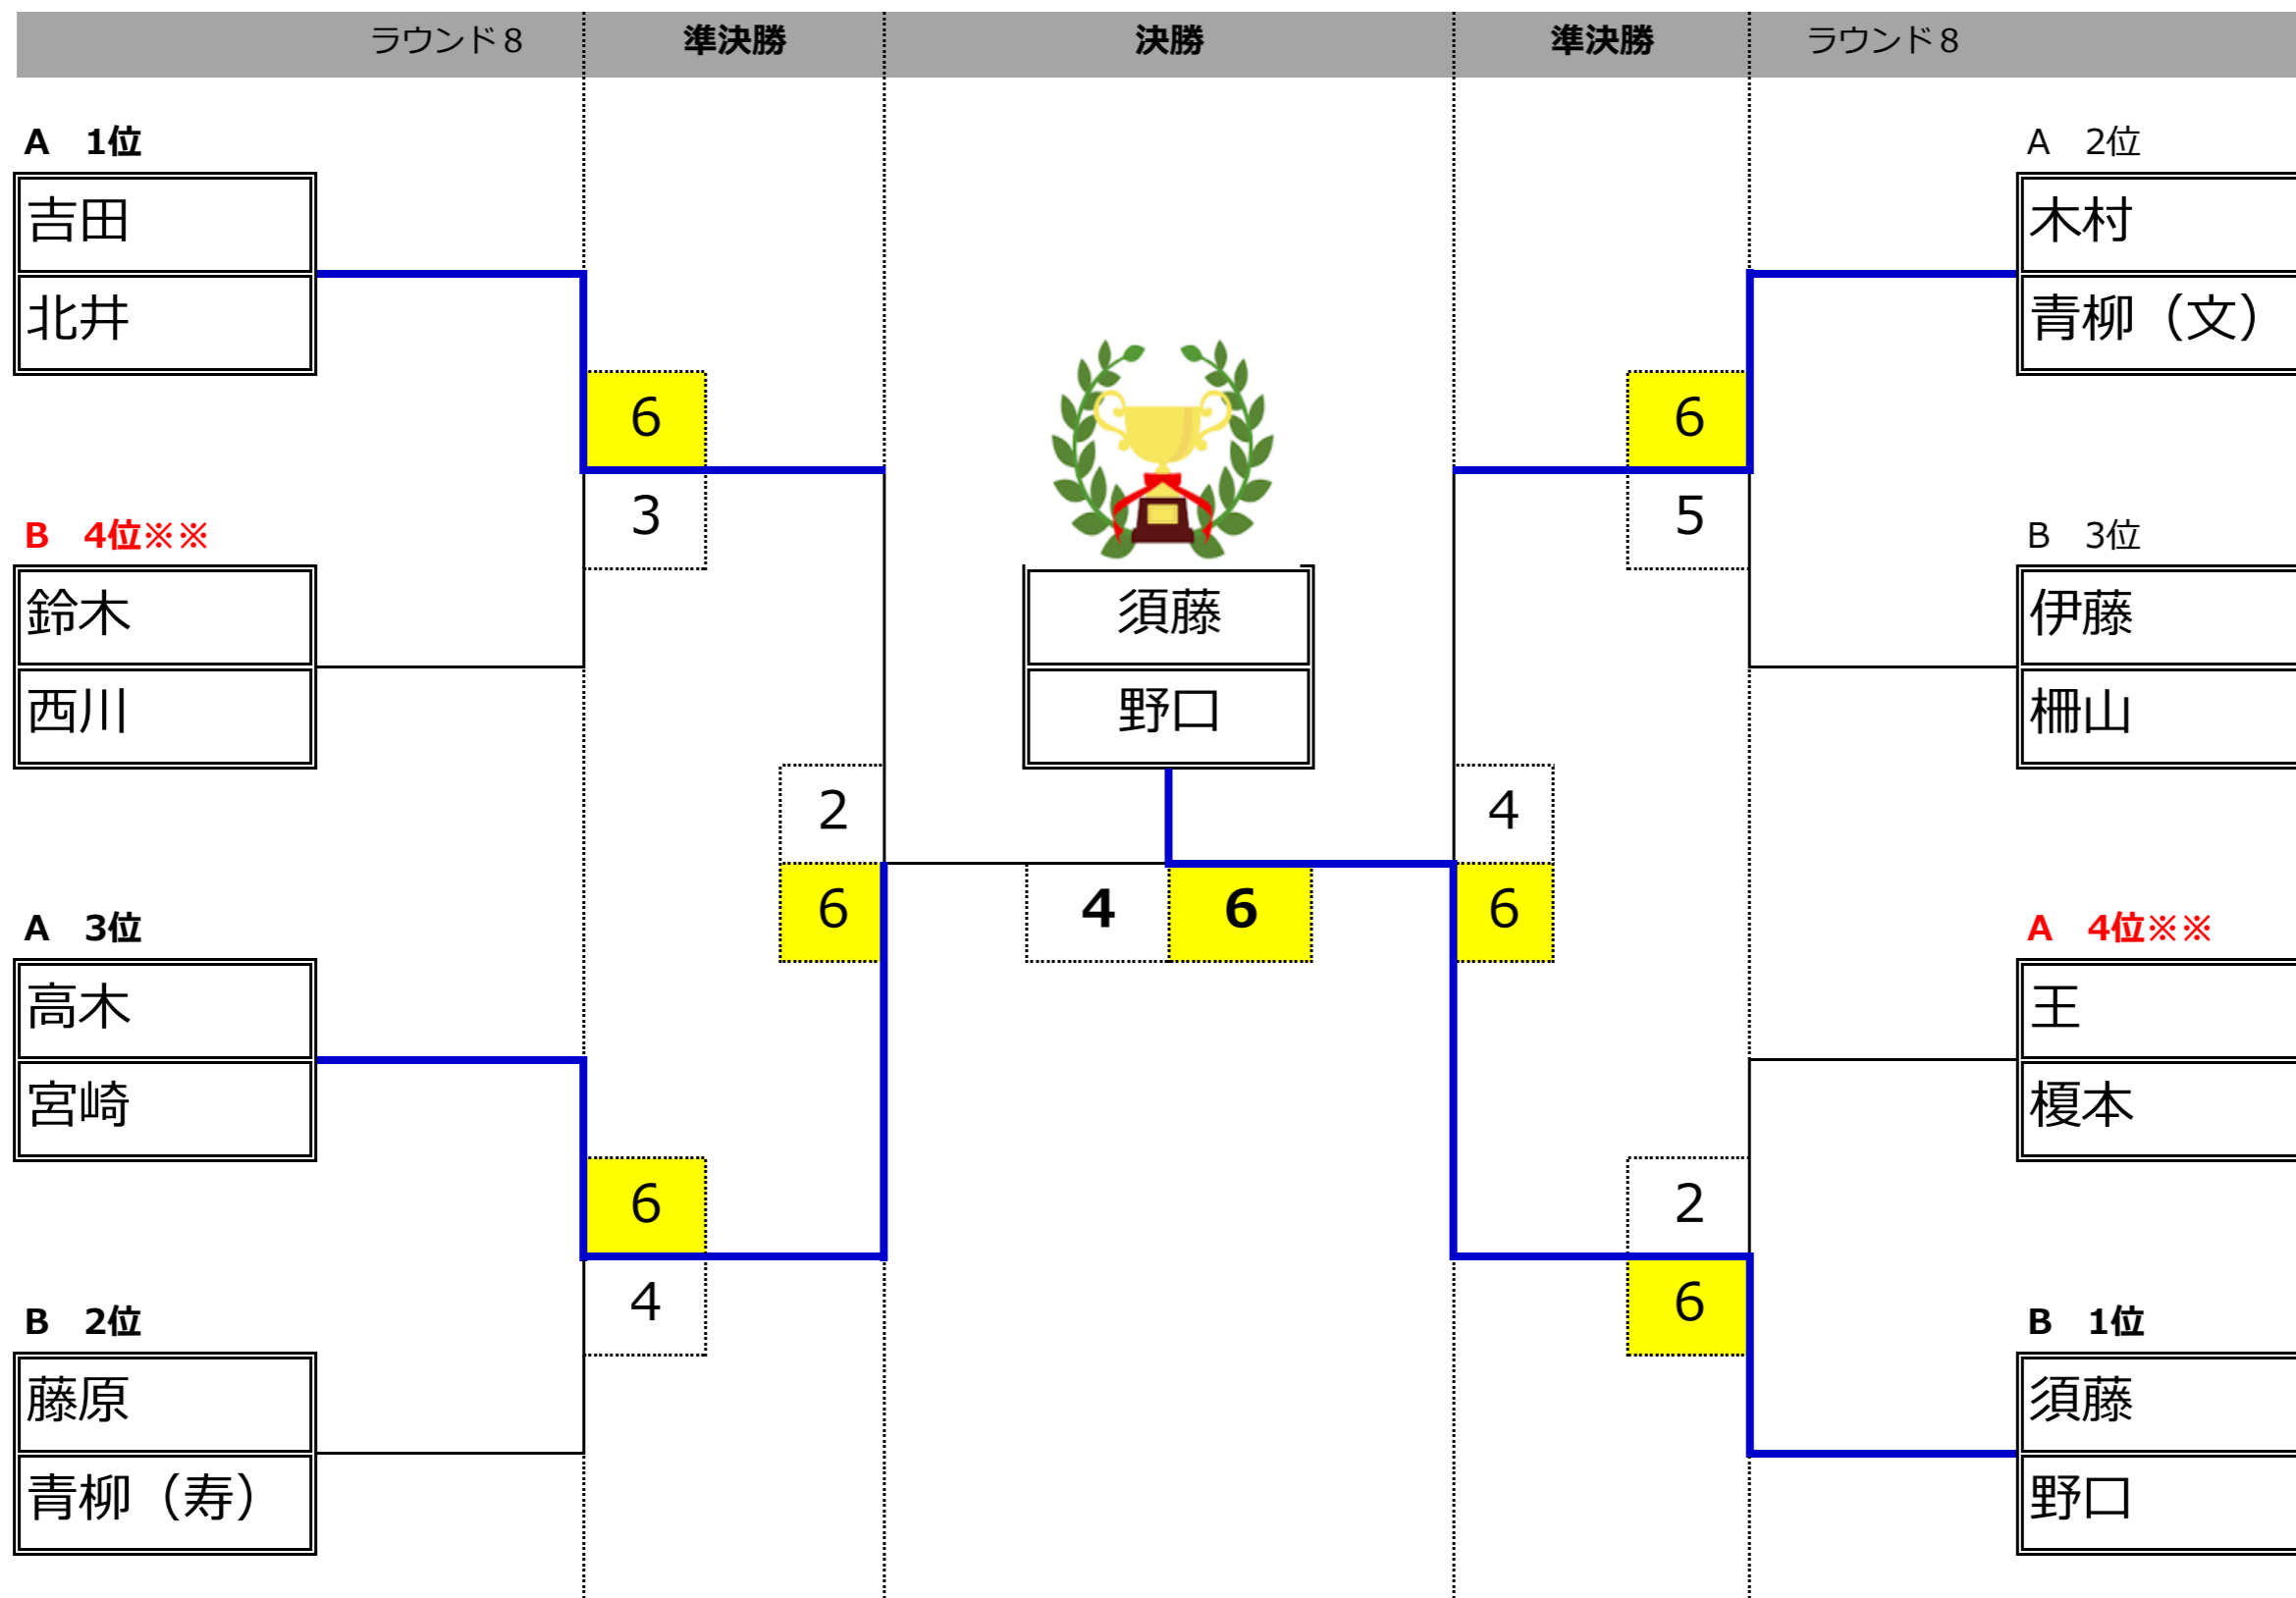 ラウンド８ 準決勝 決勝 準決勝 ラウンド８
A　1位
吉田
北井
6
3
B　4位※※
鈴木
西川
2
6
A　3位
高木
宮崎
6
4
B　2位
藤原
青柳（寿）
須藤
野口
4 6
A　2位
木村
青柳（文）
6
5
B　3位
伊藤
柵山
4
6
A　4位※※
王
榎本
2
6
B　1位
須藤
野口